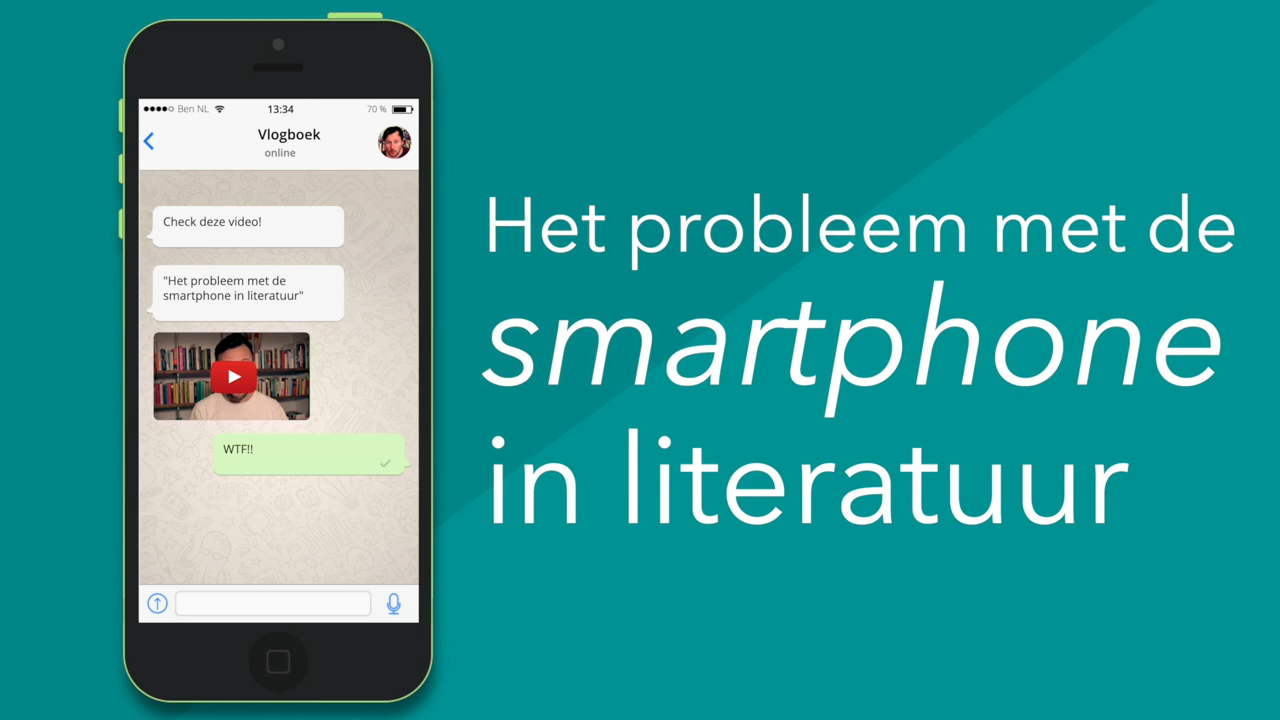 Ben NL 13:34 70 %
Vlogboek
online
Check deze video!
"Het probleem met de
smartphone in literatuur"
WTF!!
Het probleem met de
smartphone
in literatuur